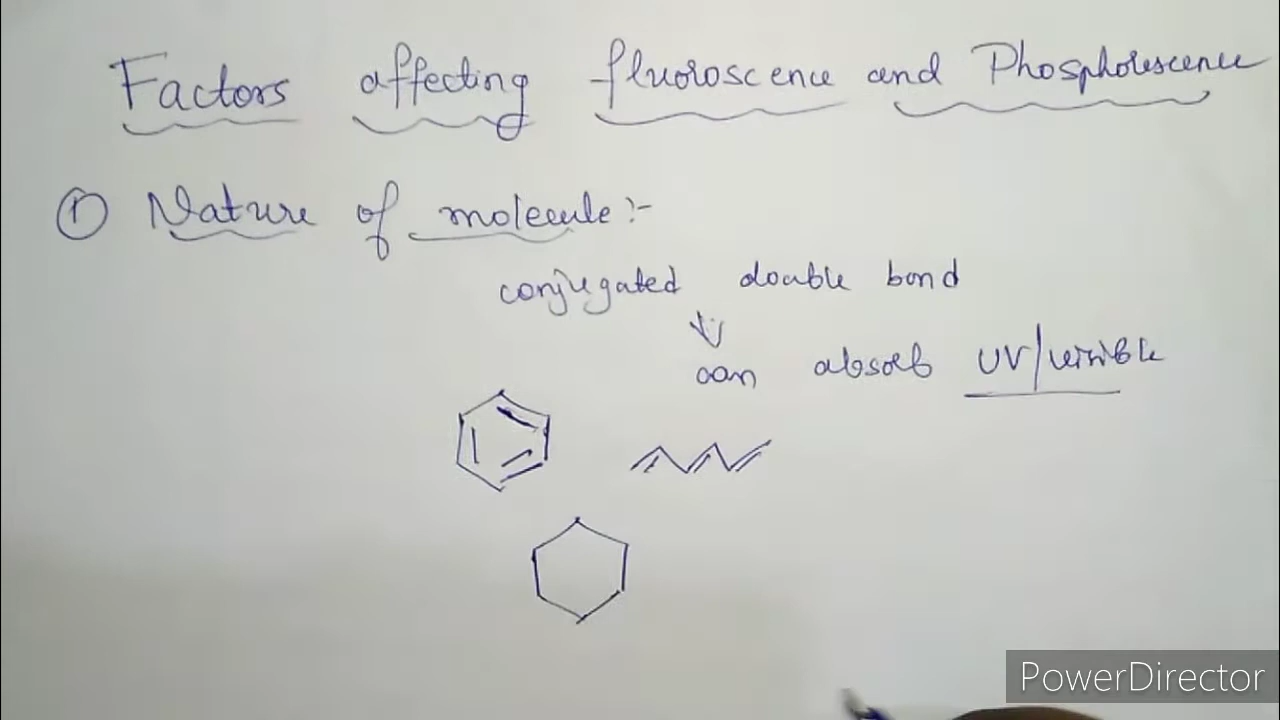 Factors affecting fluoroscence and Phosphorescence
① Nature of molecule :-
conjugated double bond
can absorb UV/visible
PowerDirector